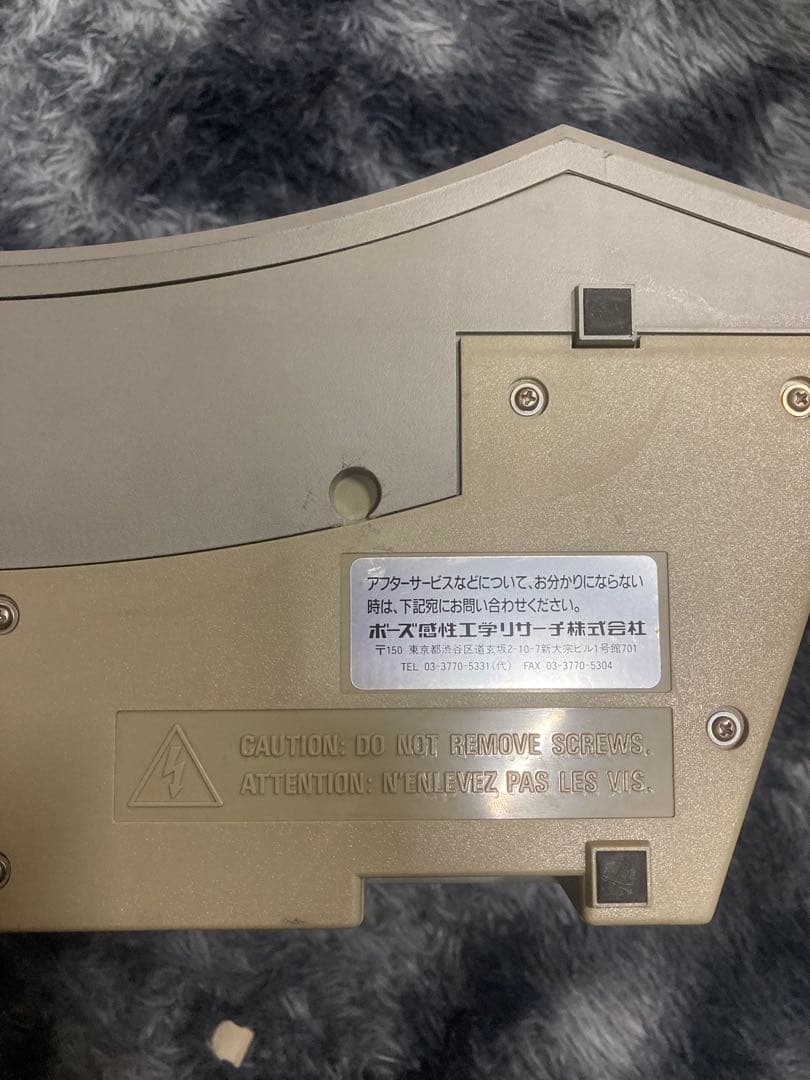 アフターサービスなどについて、お分かりにならない
時は、下記宛にお問い合わせください。
ボーズ感性工学リサーチ株式会社
〒150 東京都渋谷区道玄坂2-10-7新大宗ビル1号館701
TEL 03-3770-5331(代) FAX 03-3770-5304
CAUTION: DO NOT REMOVE SCREWS.
ATTENTION: N'ENLEVEZ PAS LES VIS.